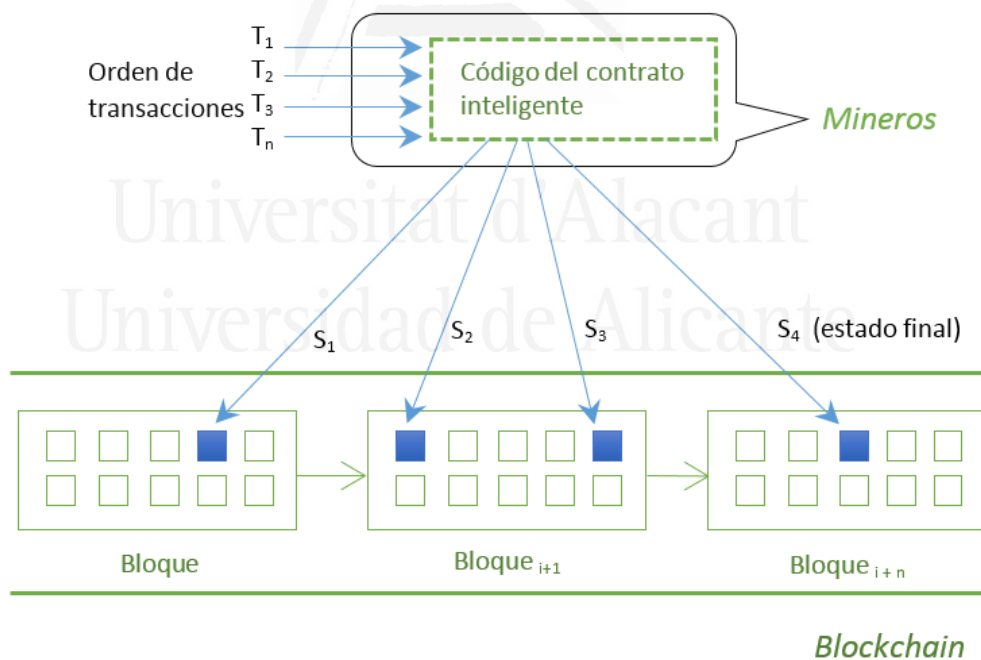 T₁
Orden de
transacciones
T₂
T₃
Tₙ
Código del contrato
inteligente
Mineros
Universitat d'Alacant
Universidad de Alicante
S₁
S₂
S₃
S₄ (estado final)
Bloque
Bloque i+1
Bloque i + n
Blockchain